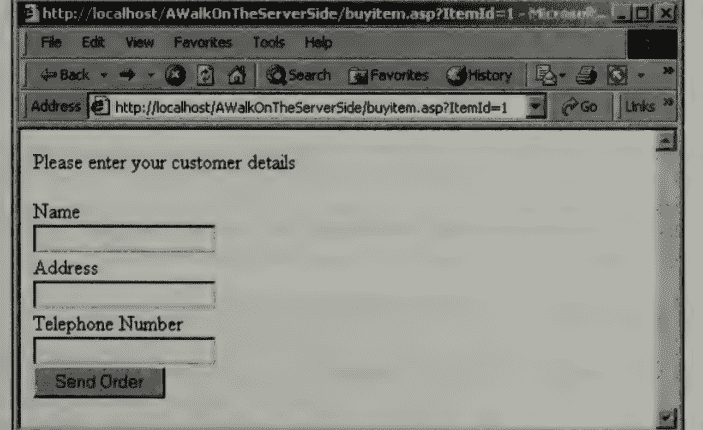 http://localhost/AWalkOnTheServerSide/buyitem.asp?ItemId=1 -
File Edit View Favorites Tools Help
Back Search Favorites History
Address http://localhost/AWalkOnTheServerSide/buyitem.asp?ItemId=1 Go Links
Please enter your customer details
Name
Address
Telephone Number
Send Order